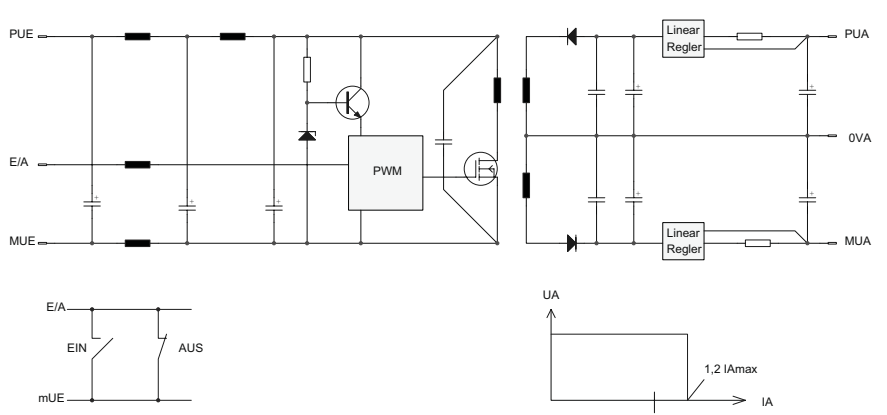 PUE
Linear
Regler
PUA
E/A
PWM
0VA
MUE
Linear
Regler
MUA
E/A
EIN
AUS
mUE
UA
1,2 IAmax
IA